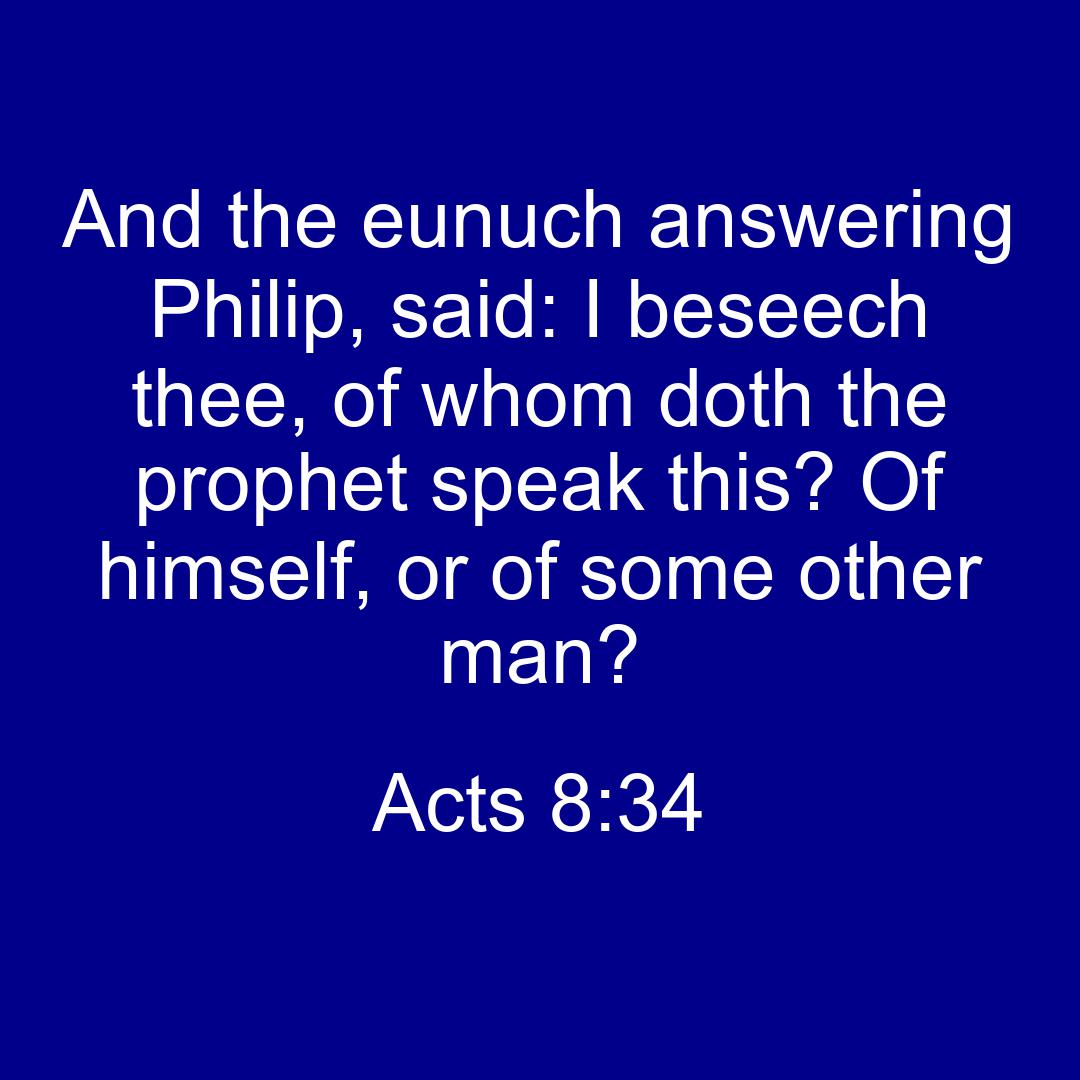 And the eunuch answering
Philip, said: I beseech
thee, of whom doth the
prophet speak this? Of
himself, or of some other
man?
Acts 8:34